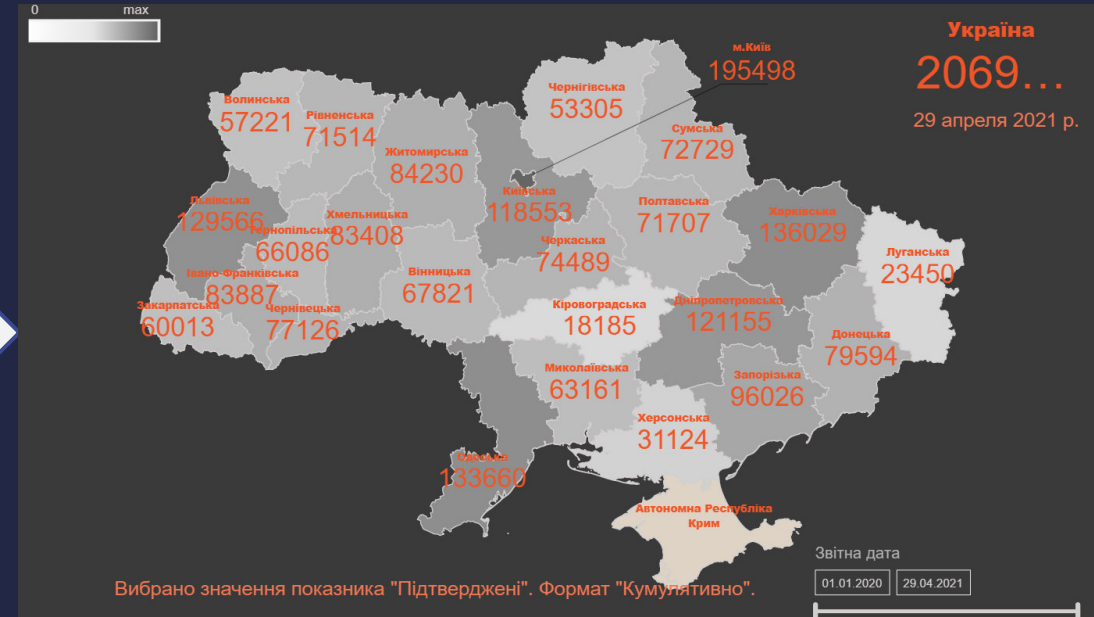 0 max
Україна
2069...
29 апреля 2021 р.
м.Київ
195498
Чернігівська
53305
Волинська
57221
Рівненська
71514
Сумська
72729
Житомирська
84230
Київська
118553
Львівська
129566
Полтавська
71707
Харківська
136029
Хмельницька
83408
Тернопільська
66086
Черкаська
74489
Луганська
23450
Вінницька
67821
Івано-Франківська
83887
Закарпатська
60013
Чернівецька
77126
Кіровоградська
18185
Дніпропетровська
121155
Донецька
79594
Миколаївська
63161
Запорізька
96026
Херсонська
31124
Одеська
133660
Автономна Республіка
Крим
Звітна дата
01.01.2020 29.04.2021
Вибрано значення показника "Підтверджені". Формат "Кумулятивно".